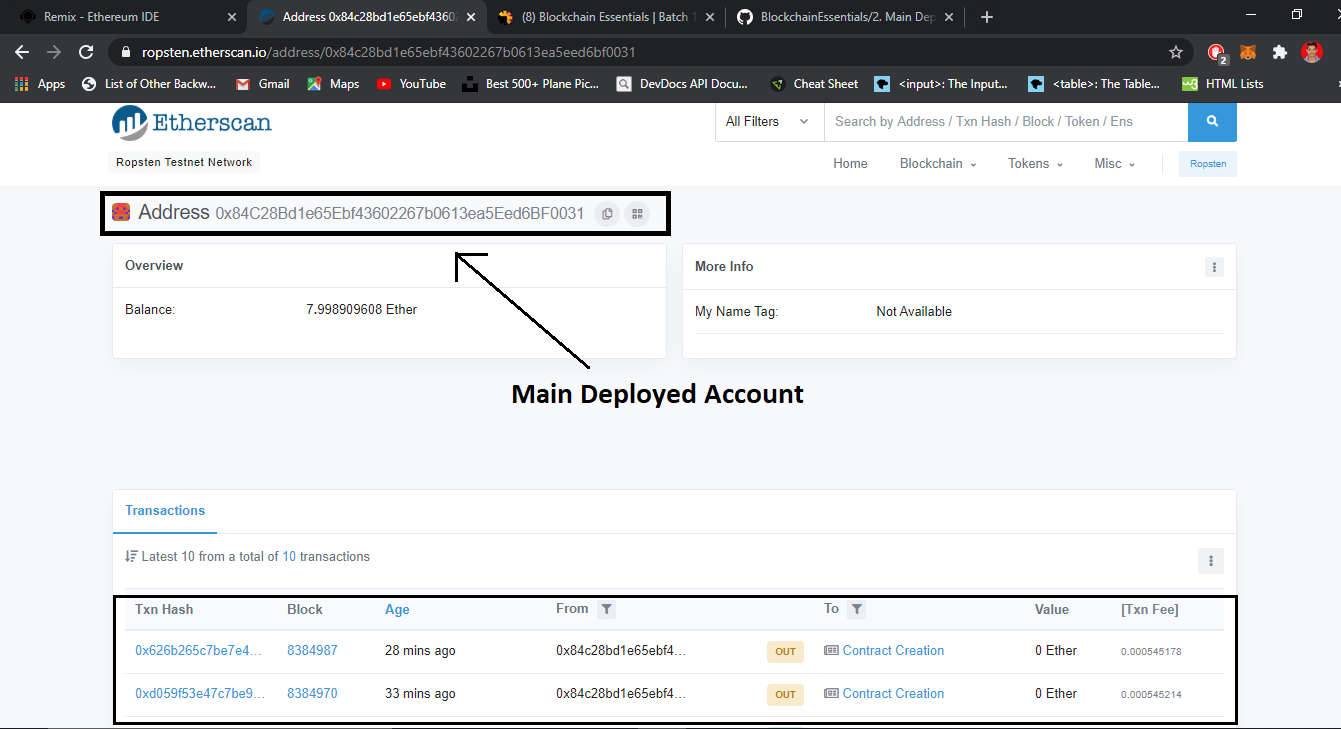 Remix - Ethereum IDE
Address 0x84c28bd1e65ebf43602
(8) Blockchain Essentials | Batch 1
BlockchainEssentials/2. Main Dep
ropsten.etherscan.io/address/0x84c28bd1e65ebf43602267b0613ea5eed6bf0031
2
Apps
List of Other Backw...
Gmail
Maps
YouTube
Best 500+ Plane Pic...
DevDocs API Docu...
Cheat Sheet
<input>: The Input...
<table>: The Table...
HTML Lists
Etherscan
All Filters
Search by Address / Txn Hash / Block / Token / Ens
Ropsten Testnet Network
Home
Blockchain
Tokens
Misc
Ropsten
Address 0x84C28Bd1e65Ebf43602267b0613ea5Eed6BF0031
Overview
Balance: 7.998909608 Ether
More Info
My Name Tag: Not Available
Main Deployed Account
Transactions
Latest 10 from a total of 10 transactions
Txn Hash Block Age From To Value [Txn Fee]
0x626b265c7be7e4... 8384987 28 mins ago 0x84c28bd1e65ebf4... OUT Contract Creation 0 Ether 0.000545178
0xd059f53e47c7be9... 8384970 33 mins ago 0x84c28bd1e65ebf4... OUT Contract Creation 0 Ether 0.000545214